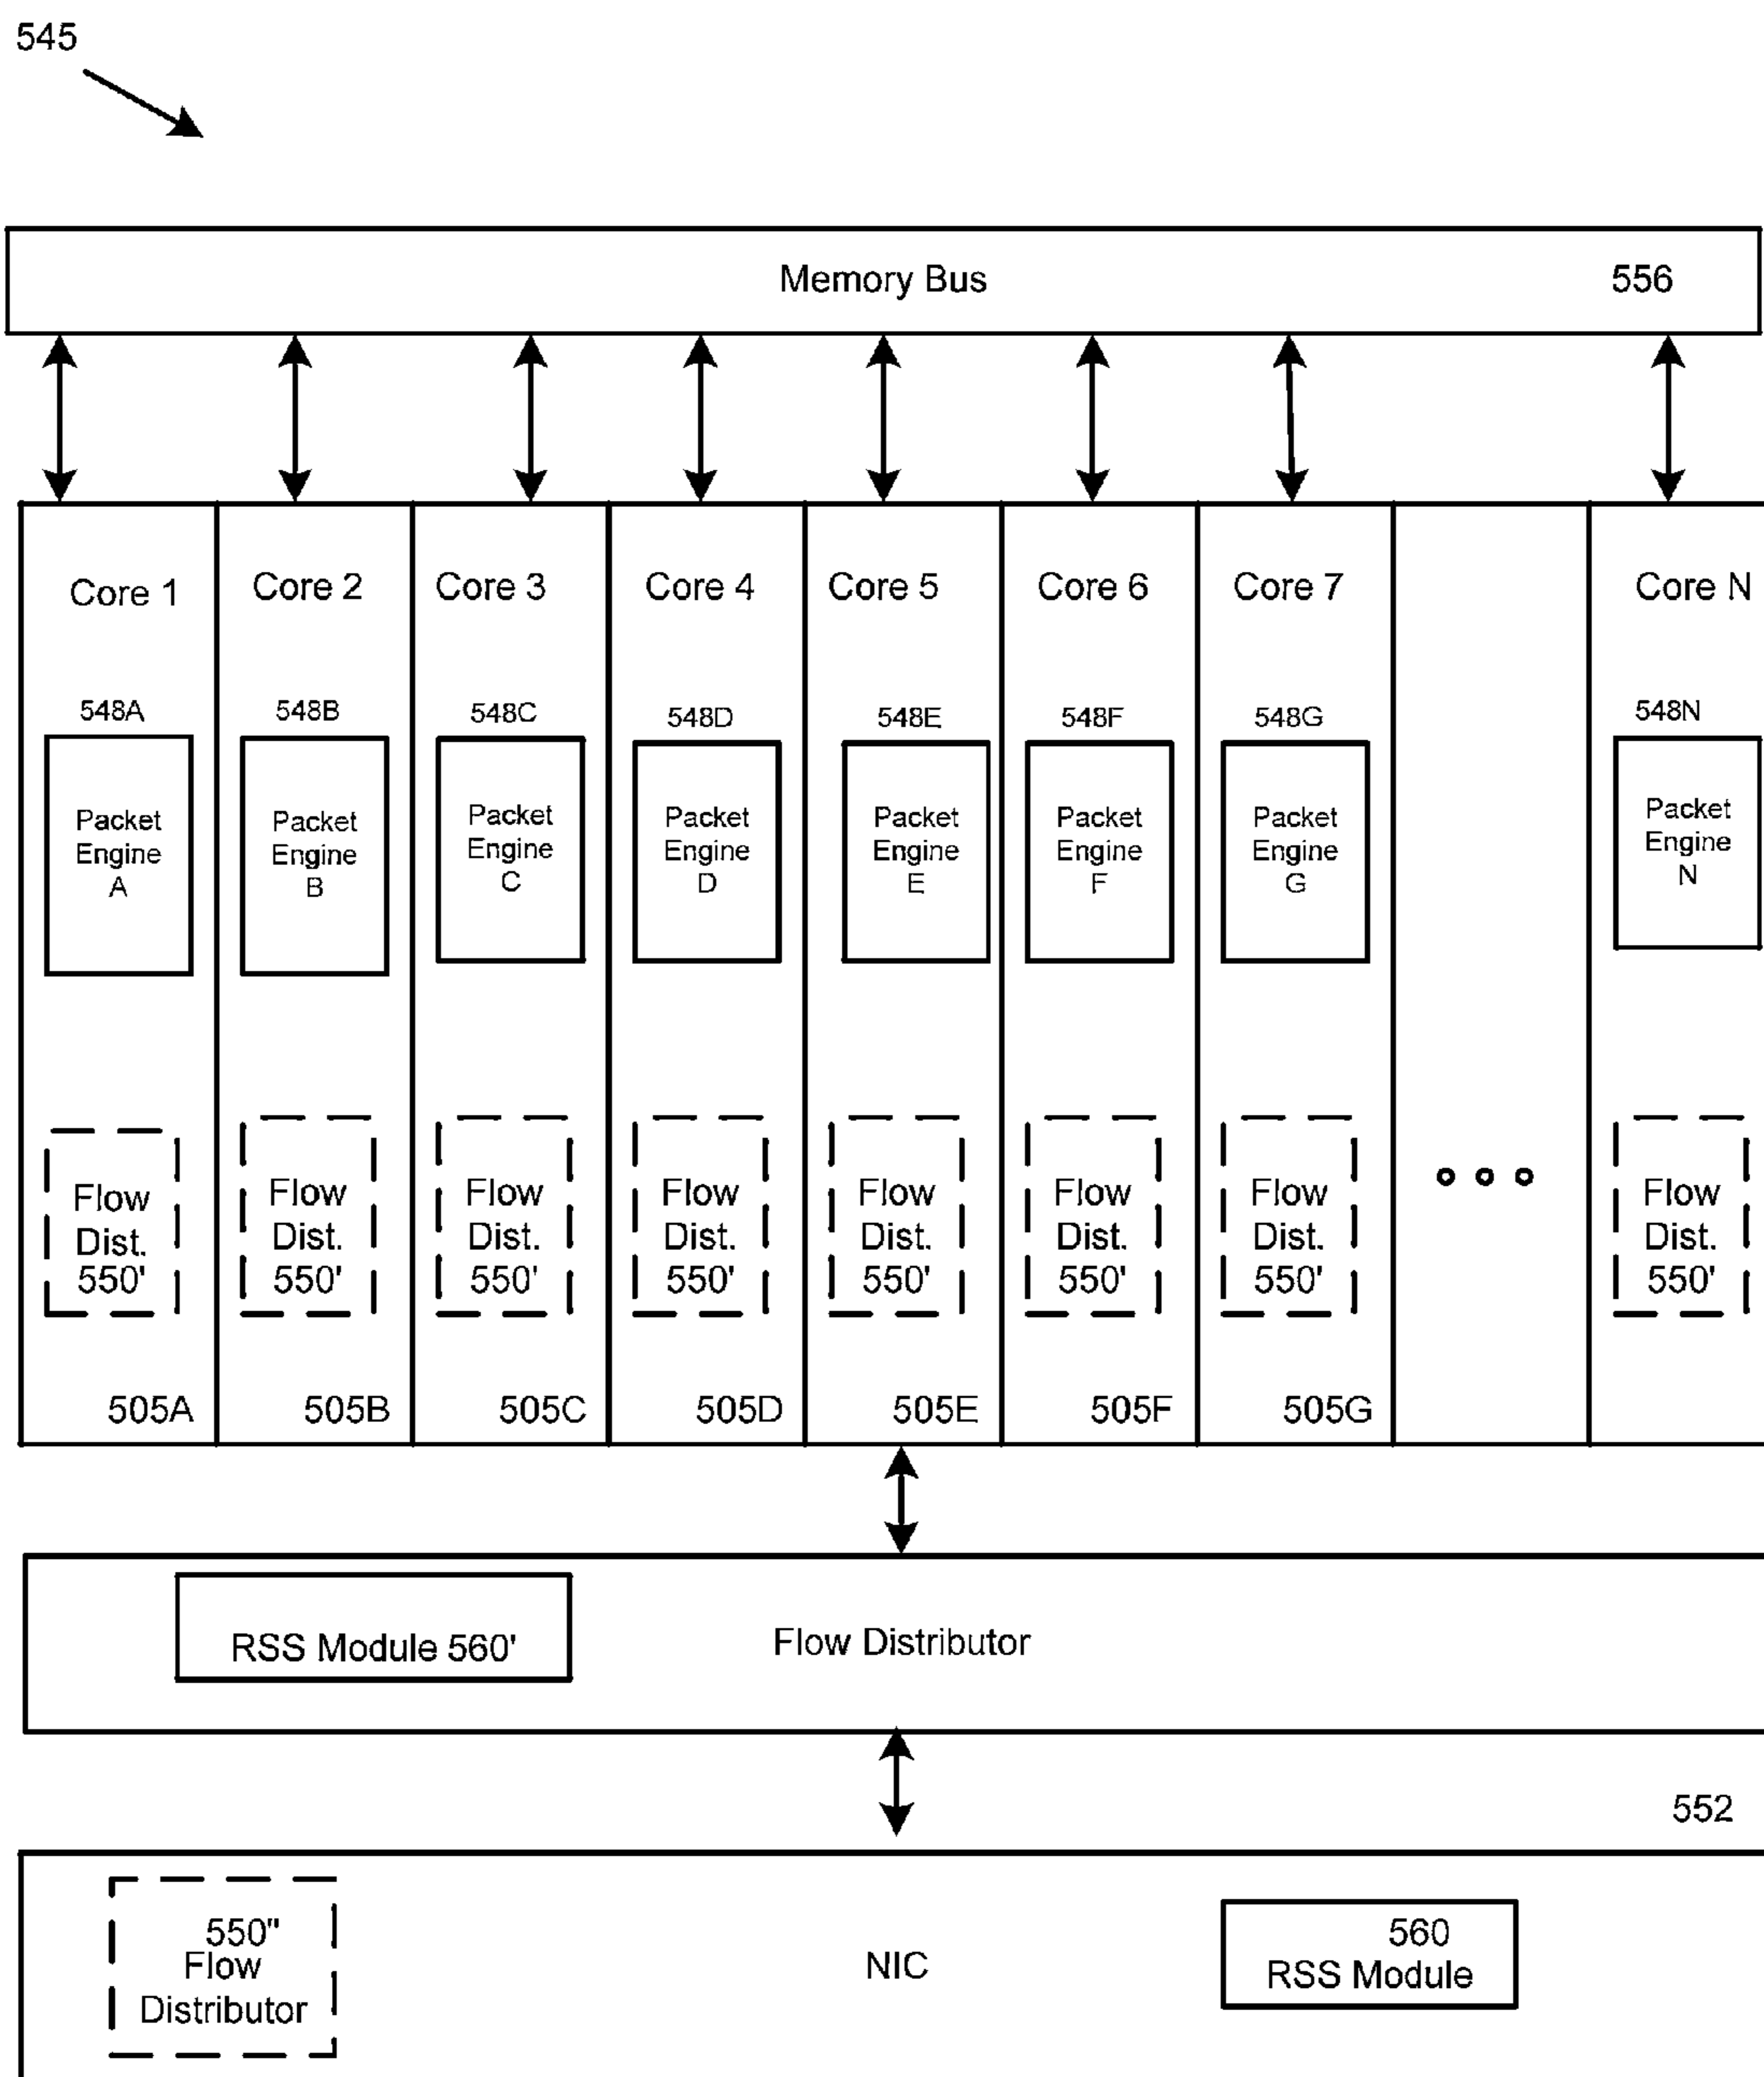 545
Memory Bus
556
Core 1
Core 2
Core 3
Core 4
Core 5
Core 6
Core 7
Core N
548A
548B
548C
548D
548E
548F
548G
548N
Packet
Engine
A
Packet
Engine
B
Packet
Engine
C
Packet
Engine
D
Packet
Engine
E
Packet
Engine
F
Packet
Engine
G
Packet
Engine
N
Flow
Dist.
550'
Flow
Dist.
550'
Flow
Dist.
550'
Flow
Dist.
550'
Flow
Dist.
550'
Flow
Dist.
550'
Flow
Dist.
550'
Flow
Dist.
550'
505A
505B
505C
505D
505E
505F
505G
RSS Module 560'
Flow Distributor
552
550"
Flow
Distributor
NIC
560
RSS Module